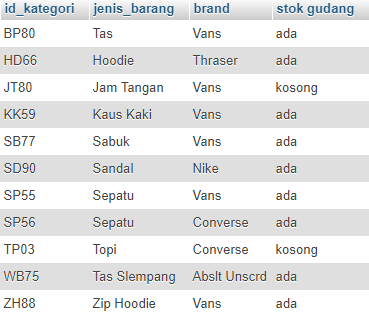 id_kategori jenis_barang brand stok gudang
BP80 Tas Vans ada
HD66 Hoodie Thraser ada
JT80 Jam Tangan Vans kosong
KK59 Kaus Kaki Vans ada
SB77 Sabuk Vans ada
SD90 Sandal Nike ada
SP55 Sepatu Vans ada
SP56 Sepatu Converse ada
TP03 Topi Converse kosong
WB75 Tas Slempang Abslt Unscrd ada
ZH88 Zip Hoodie Vans ada